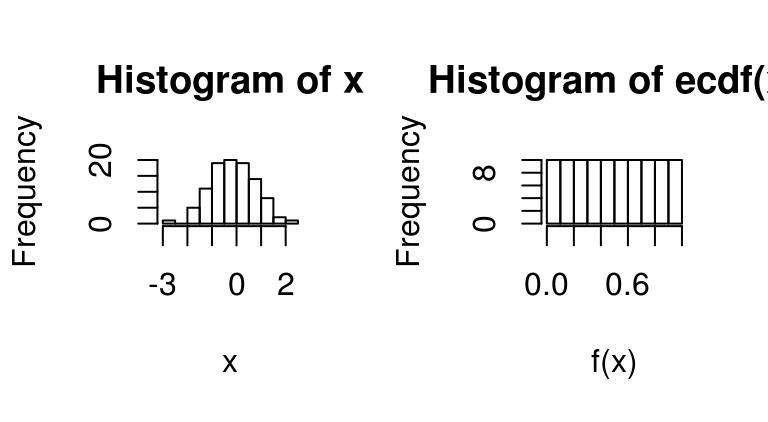 Histogram of x
Frequency
0 20
-3 0 2
x
Histogram of ecdf(
Frequency
0 8
0.0 0.6
f(x)